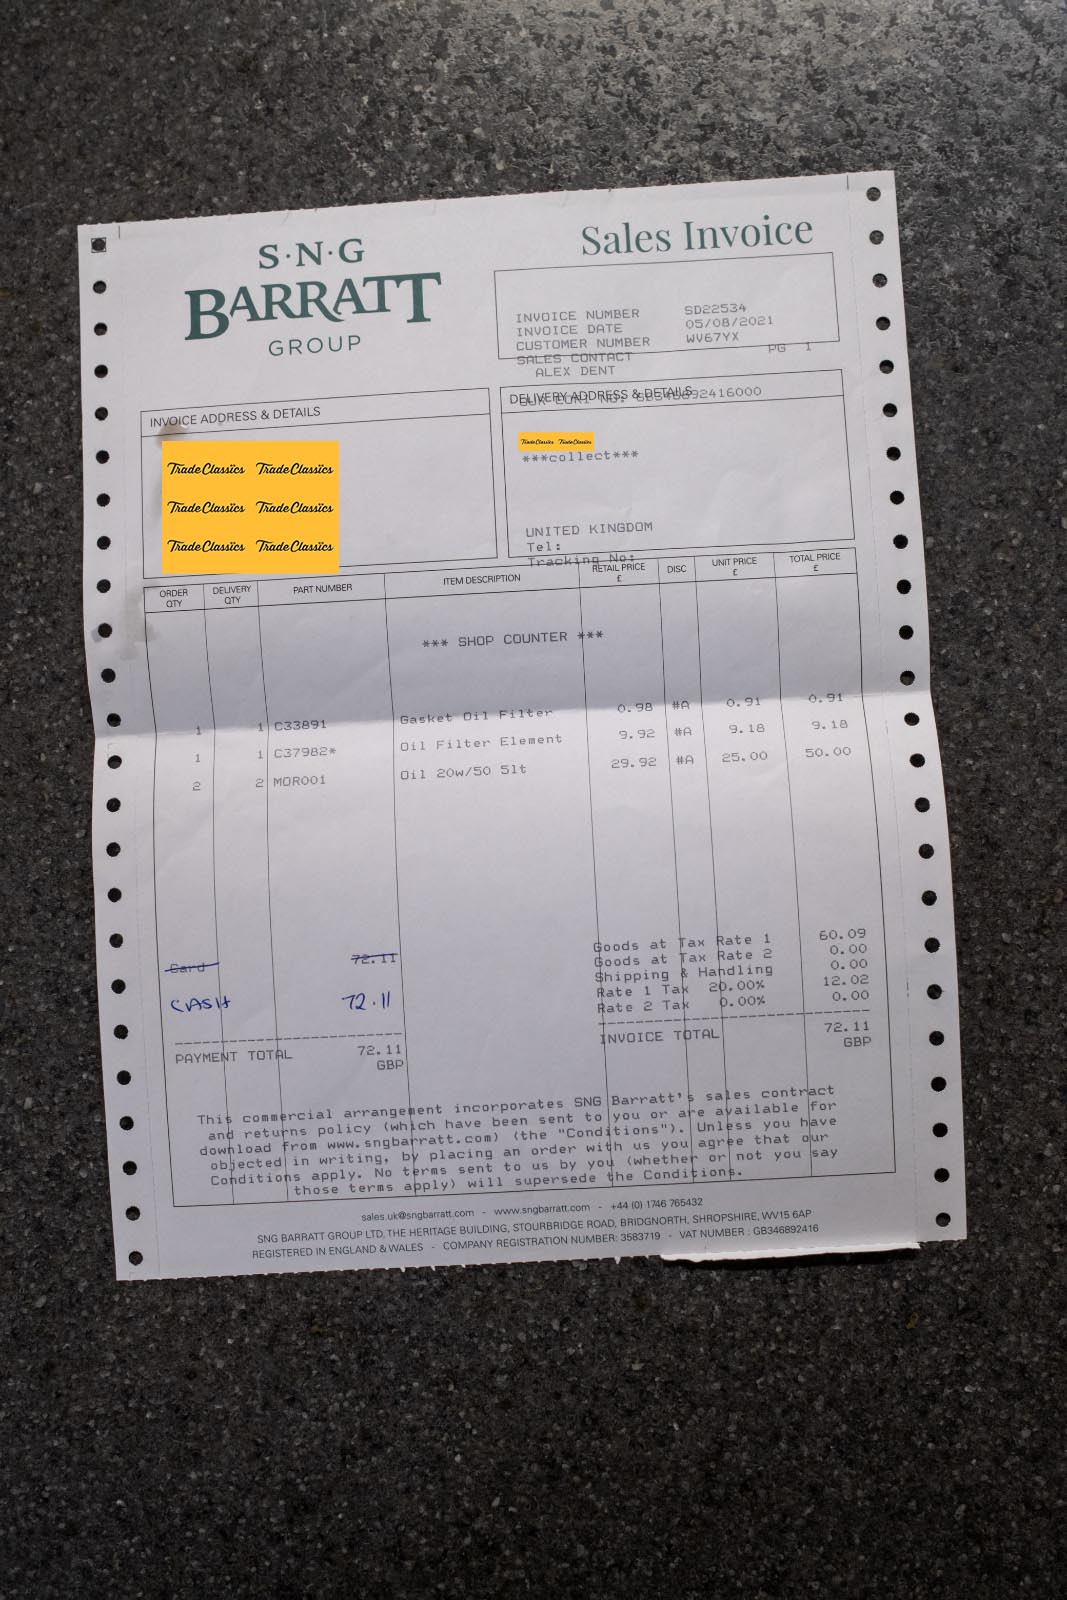 S·N·G
BARRATT
GROUP
Sales Invoice
INVOICE NUMBER SD22534
INVOICE DATE 05/08/2021
CUSTOMER NUMBER WV67YX
SALES CONTACT PG 1
ALEX DENT
INVOICE ADDRESS & DETAILS
TradeClassics TradeClassics
TradeClassics TradeClassics
TradeClassics TradeClassics
DELIVERY ADDRESS & DETAILS
TradeClassics TradeClassics
***collect***
UNITED KINGDOM
Tel:
Tracking No:
ORDER QTY DELIVERY QTY PART NUMBER ITEM DESCRIPTION RETAIL PRICE £ DISC UNIT PRICE £ TOTAL PRICE £
*** SHOP COUNTER ***
1 1 C33891 Gasket Oil Filter 0.98 #A 0.91 0.91
1 1 C37982* Oil Filter Element 9.92 #A 9.18 9.18
2 2 MOR001 Oil 20w/50 5lt 29.92 #A 25.00 50.00
Goods at Tax Rate 1 60.09
Goods at Tax Rate 2 0.00
Shipping & Handling 0.00
Rate 1 Tax 20.00% 12.02
Rate 2 Tax 0.00% 0.00
INVOICE TOTAL 72.11
GBP
Card 72.11
CASH 72.11
PAYMENT TOTAL 72.11
GBP
This commercial arrangement incorporates SNG Barratt's sales contract
and returns policy (which have been sent to you or are available for
download from www.sngbarratt.com) (the "Conditions"). Unless you have
objected in writing, by placing an order with us you agree that our
Conditions apply. No terms sent to us by you (whether or not you say
those terms apply) will supersede the Conditions.
sales.uk@sngbarratt.com - www.sngbarratt.com - +44 (0) 1746 765432
SNG BARRATT GROUP LTD, THE HERITAGE BUILDING, STOURBRIDGE ROAD, BRIDGNORTH, SHROPSHIRE, WV15 6AP
REGISTERED IN ENGLAND & WALES - COMPANY REGISTRATION NUMBER: 3583719 - VAT NUMBER : GB346892416